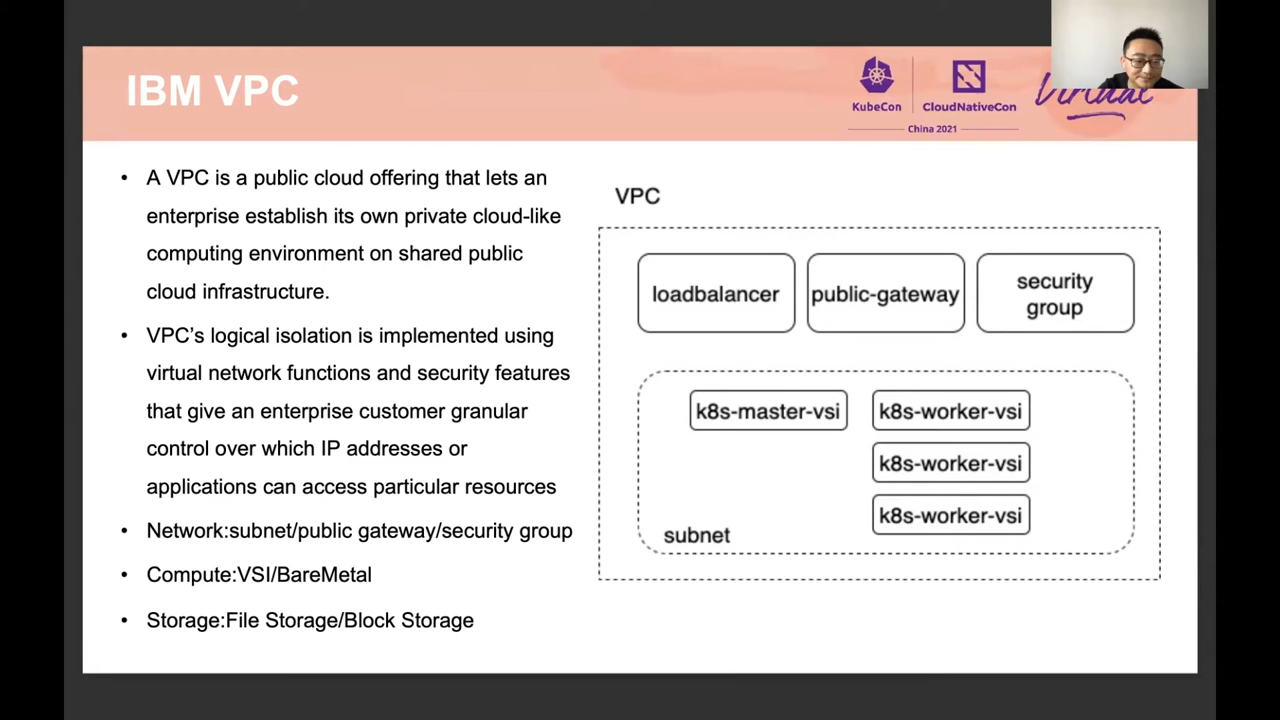 IBM VPC
KubeCon
CloudNativeCon
Virtual
China 2021
• A VPC is a public cloud offering that lets an
enterprise establish its own private cloud-like
computing environment on shared public
cloud infrastructure.
• VPC’s logical isolation is implemented using
virtual network functions and security features
that give an enterprise customer granular
control over which IP addresses or
applications can access particular resources
• Network:subnet/public gateway/security group
• Compute:VSI/BareMetal
• Storage:File Storage/Block Storage
VPC
loadbalancer
public-gateway
security
group
k8s-master-vsi
k8s-worker-vsi
k8s-worker-vsi
k8s-worker-vsi
subnet